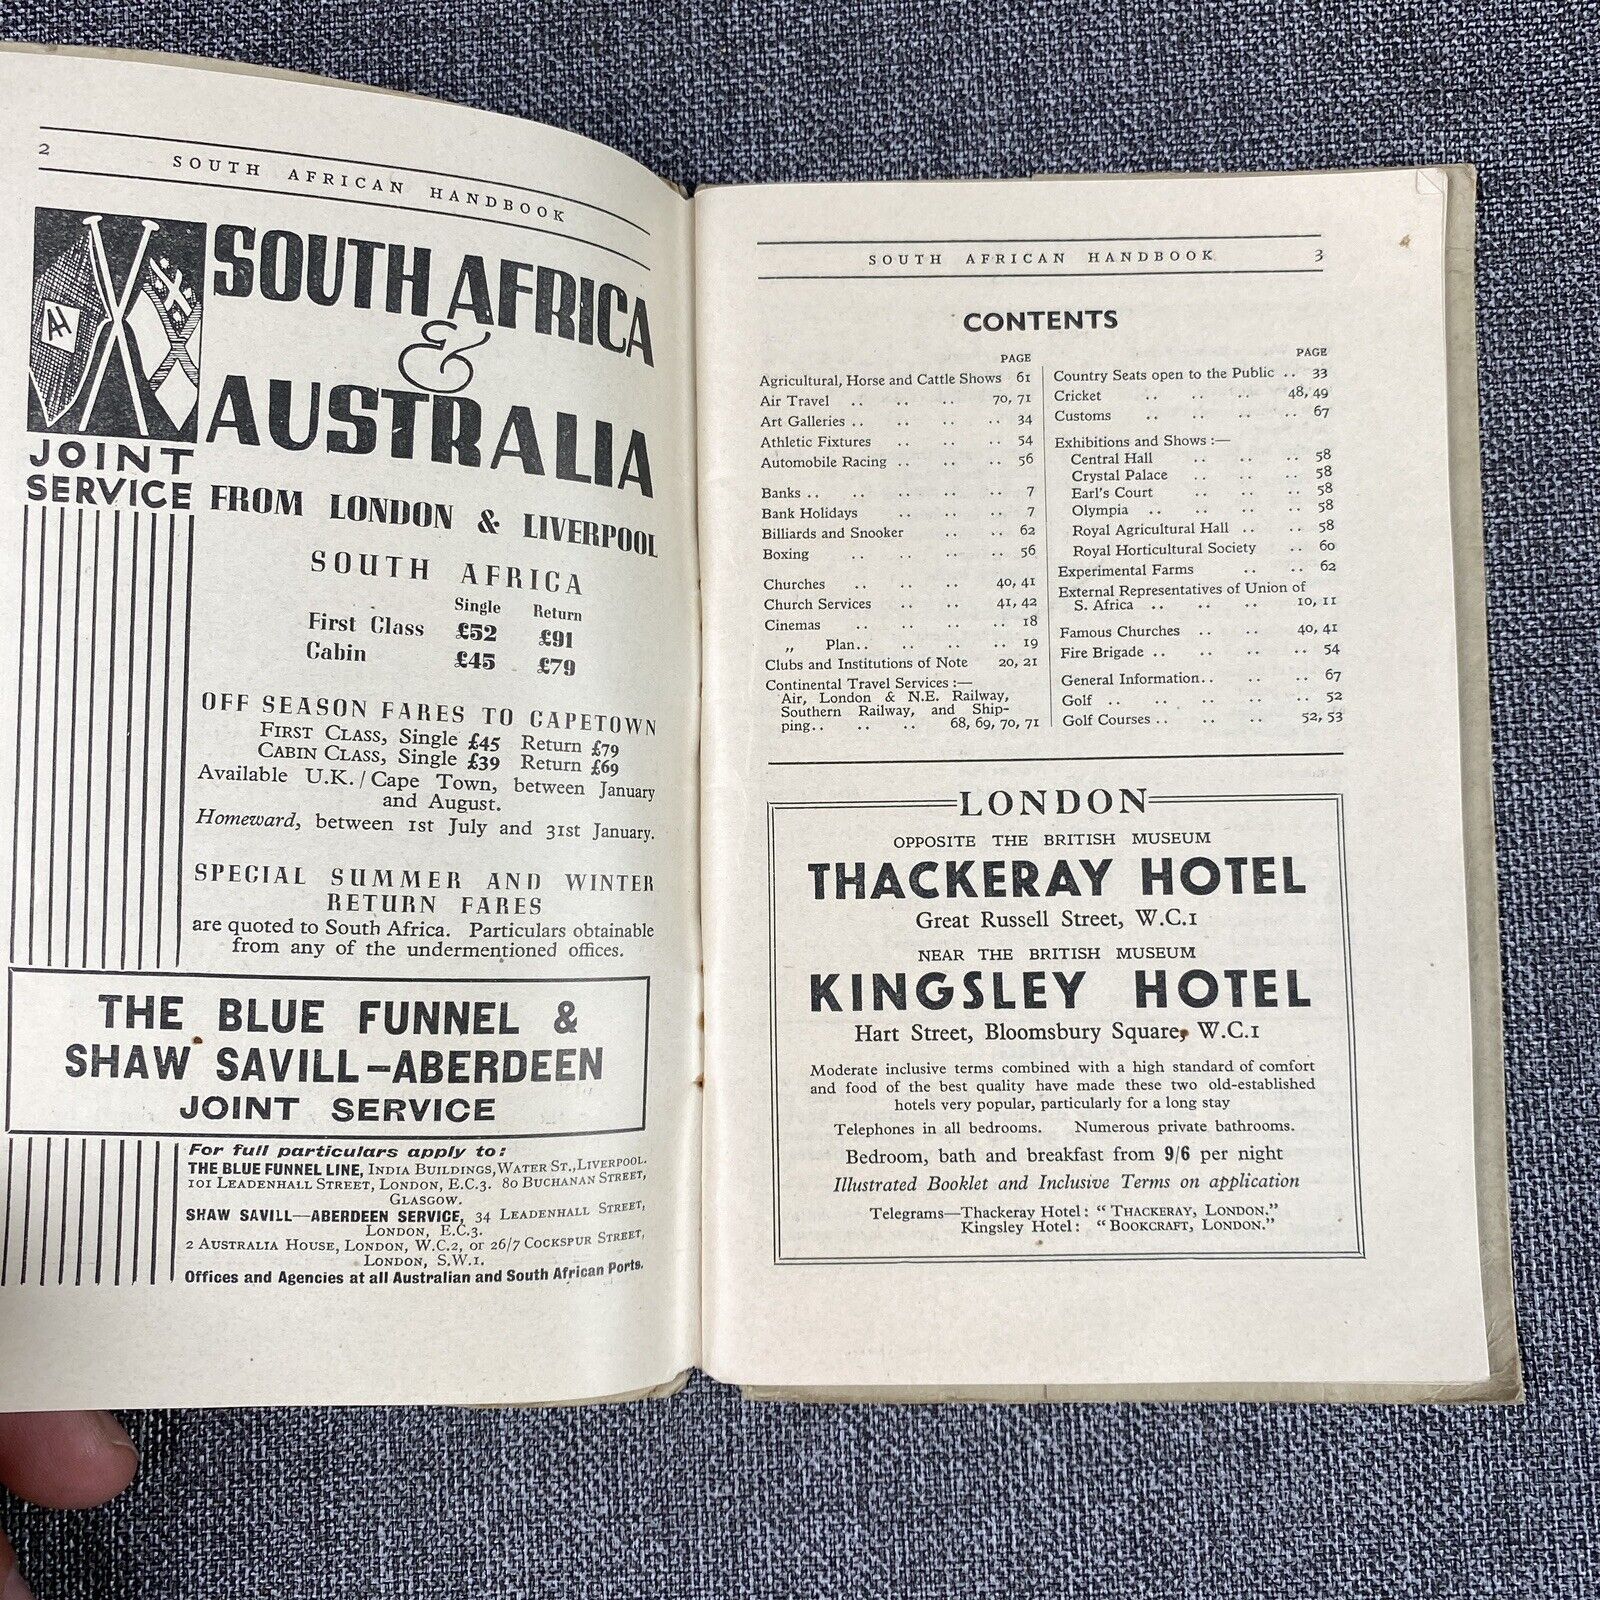 2
SOUTH AFRICAN HANDBOOK
SOUTH AFRICA
&
AUSTRALIA
JOINT
SERVICE
FROM LONDON & LIVERPOOL
SOUTH AFRICA
Single Return
First Class £52 £91
Cabin £45 £79
OFF SEASON FARES TO CAPETOWN
FIRST CLASS, Single £45 Return £79
CABIN CLASS, Single £39 Return £69
Available U.K./Cape Town, between January
and August.
Homeward, between 1st July and 31st January.
SPECIAL SUMMER AND WINTER
RETURN FARES
are quoted to South Africa. Particulars obtainable
from any of the undermentioned offices.
THE BLUE FUNNEL &
SHAW SAVILL—ABERDEEN
JOINT SERVICE
For full particulars apply to:
THE BLUE FUNNEL LINE, INDIA BUILDINGS, WATER ST., LIVERPOOL.
101 LEADENHALL STREET, LONDON, E.C.3. 80 BUCHANAN STREET,
GLASGOW.
SHAW SAVILL—ABERDEEN SERVICE, 34 LEADENHALL STREET,
LONDON, E.C.3.
2 AUSTRALIA HOUSE, LONDON, W.C.2, or 26/7 COCKSPUR STREET,
LONDON, S.W.1.
Offices and Agencies at all Australian and South African Ports.
SOUTH AFRICAN HANDBOOK 3
CONTENTS
PAGE
Agricultural, Horse and Cattle Shows 61
Air Travel .. .. .. 70, 71
Art Galleries .. .. .. .. 34
Athletic Fixtures .. .. .. 54
Automobile Racing .. .. .. 56
Banks .. .. .. .. .. 7
Bank Holidays .. .. .. 7
Billiards and Snooker .. .. 62
Boxing .. .. .. .. 56
Churches .. .. .. 40, 41
Church Services .. .. 41, 42
Cinemas .. .. .. .. 18
„ Plan .. .. .. .. 19
Clubs and Institutions of Note 20, 21
Continental Travel Services :—
Air, London & N.E. Railway,
Southern Railway, and Ship-
ping .. .. .. 68, 69, 70, 71
PAGE
Country Seats open to the Public .. 33
Cricket .. .. .. 48, 49
Customs .. .. .. .. 67
Exhibitions and Shows :—
Central Hall .. .. .. 58
Crystal Palace .. .. .. 58
Earl's Court .. .. .. 58
Olympia .. .. .. .. 58
Royal Agricultural Hall .. .. 58
Royal Horticultural Society .. 60
Experimental Farms .. .. 62
External Representatives of Union of
S. Africa .. .. .. 10, 11
Famous Churches .. .. 40, 41
Fire Brigade .. .. .. 54
General Information .. .. .. 67
Golf .. .. .. .. .. 52
Golf Courses .. .. .. 52, 53
LONDON
OPPOSITE THE BRITISH MUSEUM
THACKERAY HOTEL
Great Russell Street, W.C.1
NEAR THE BRITISH MUSEUM
KINGSLEY HOTEL
Hart Street, Bloomsbury Square, W.C.1
Moderate inclusive terms combined with a high standard of comfort
and food of the best quality have made these two old-established
hotels very popular, particularly for a long stay
Telephones in all bedrooms. Numerous private bathrooms.
Bedroom, bath and breakfast from 9/6 per night
Illustrated Booklet and Inclusive Terms on application
Telegrams—Thackeray Hotel: "THACKERAY, LONDON."
Kingsley Hotel: "BOOKCRAFT, LONDON."